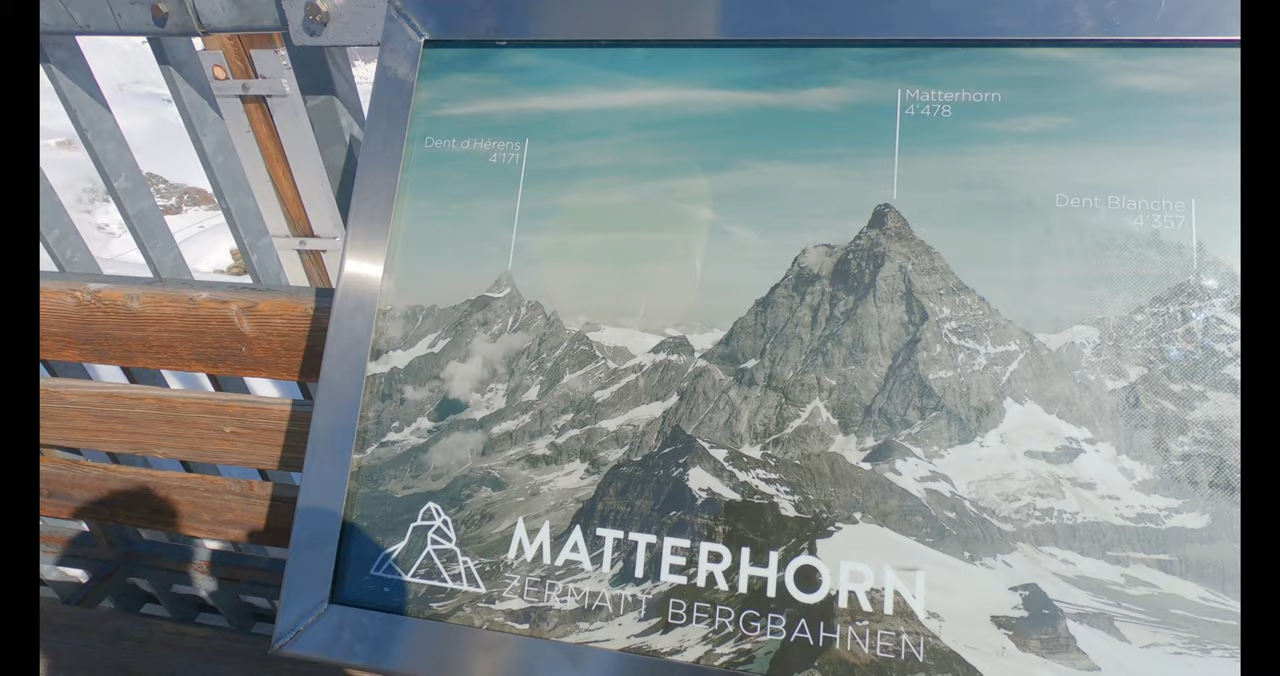 Matterhorn
4'478
Dent d'Hérens
4'171
Dent Blanche
4'357
MATTERHORN
ZERMATT BERGBAHNEN